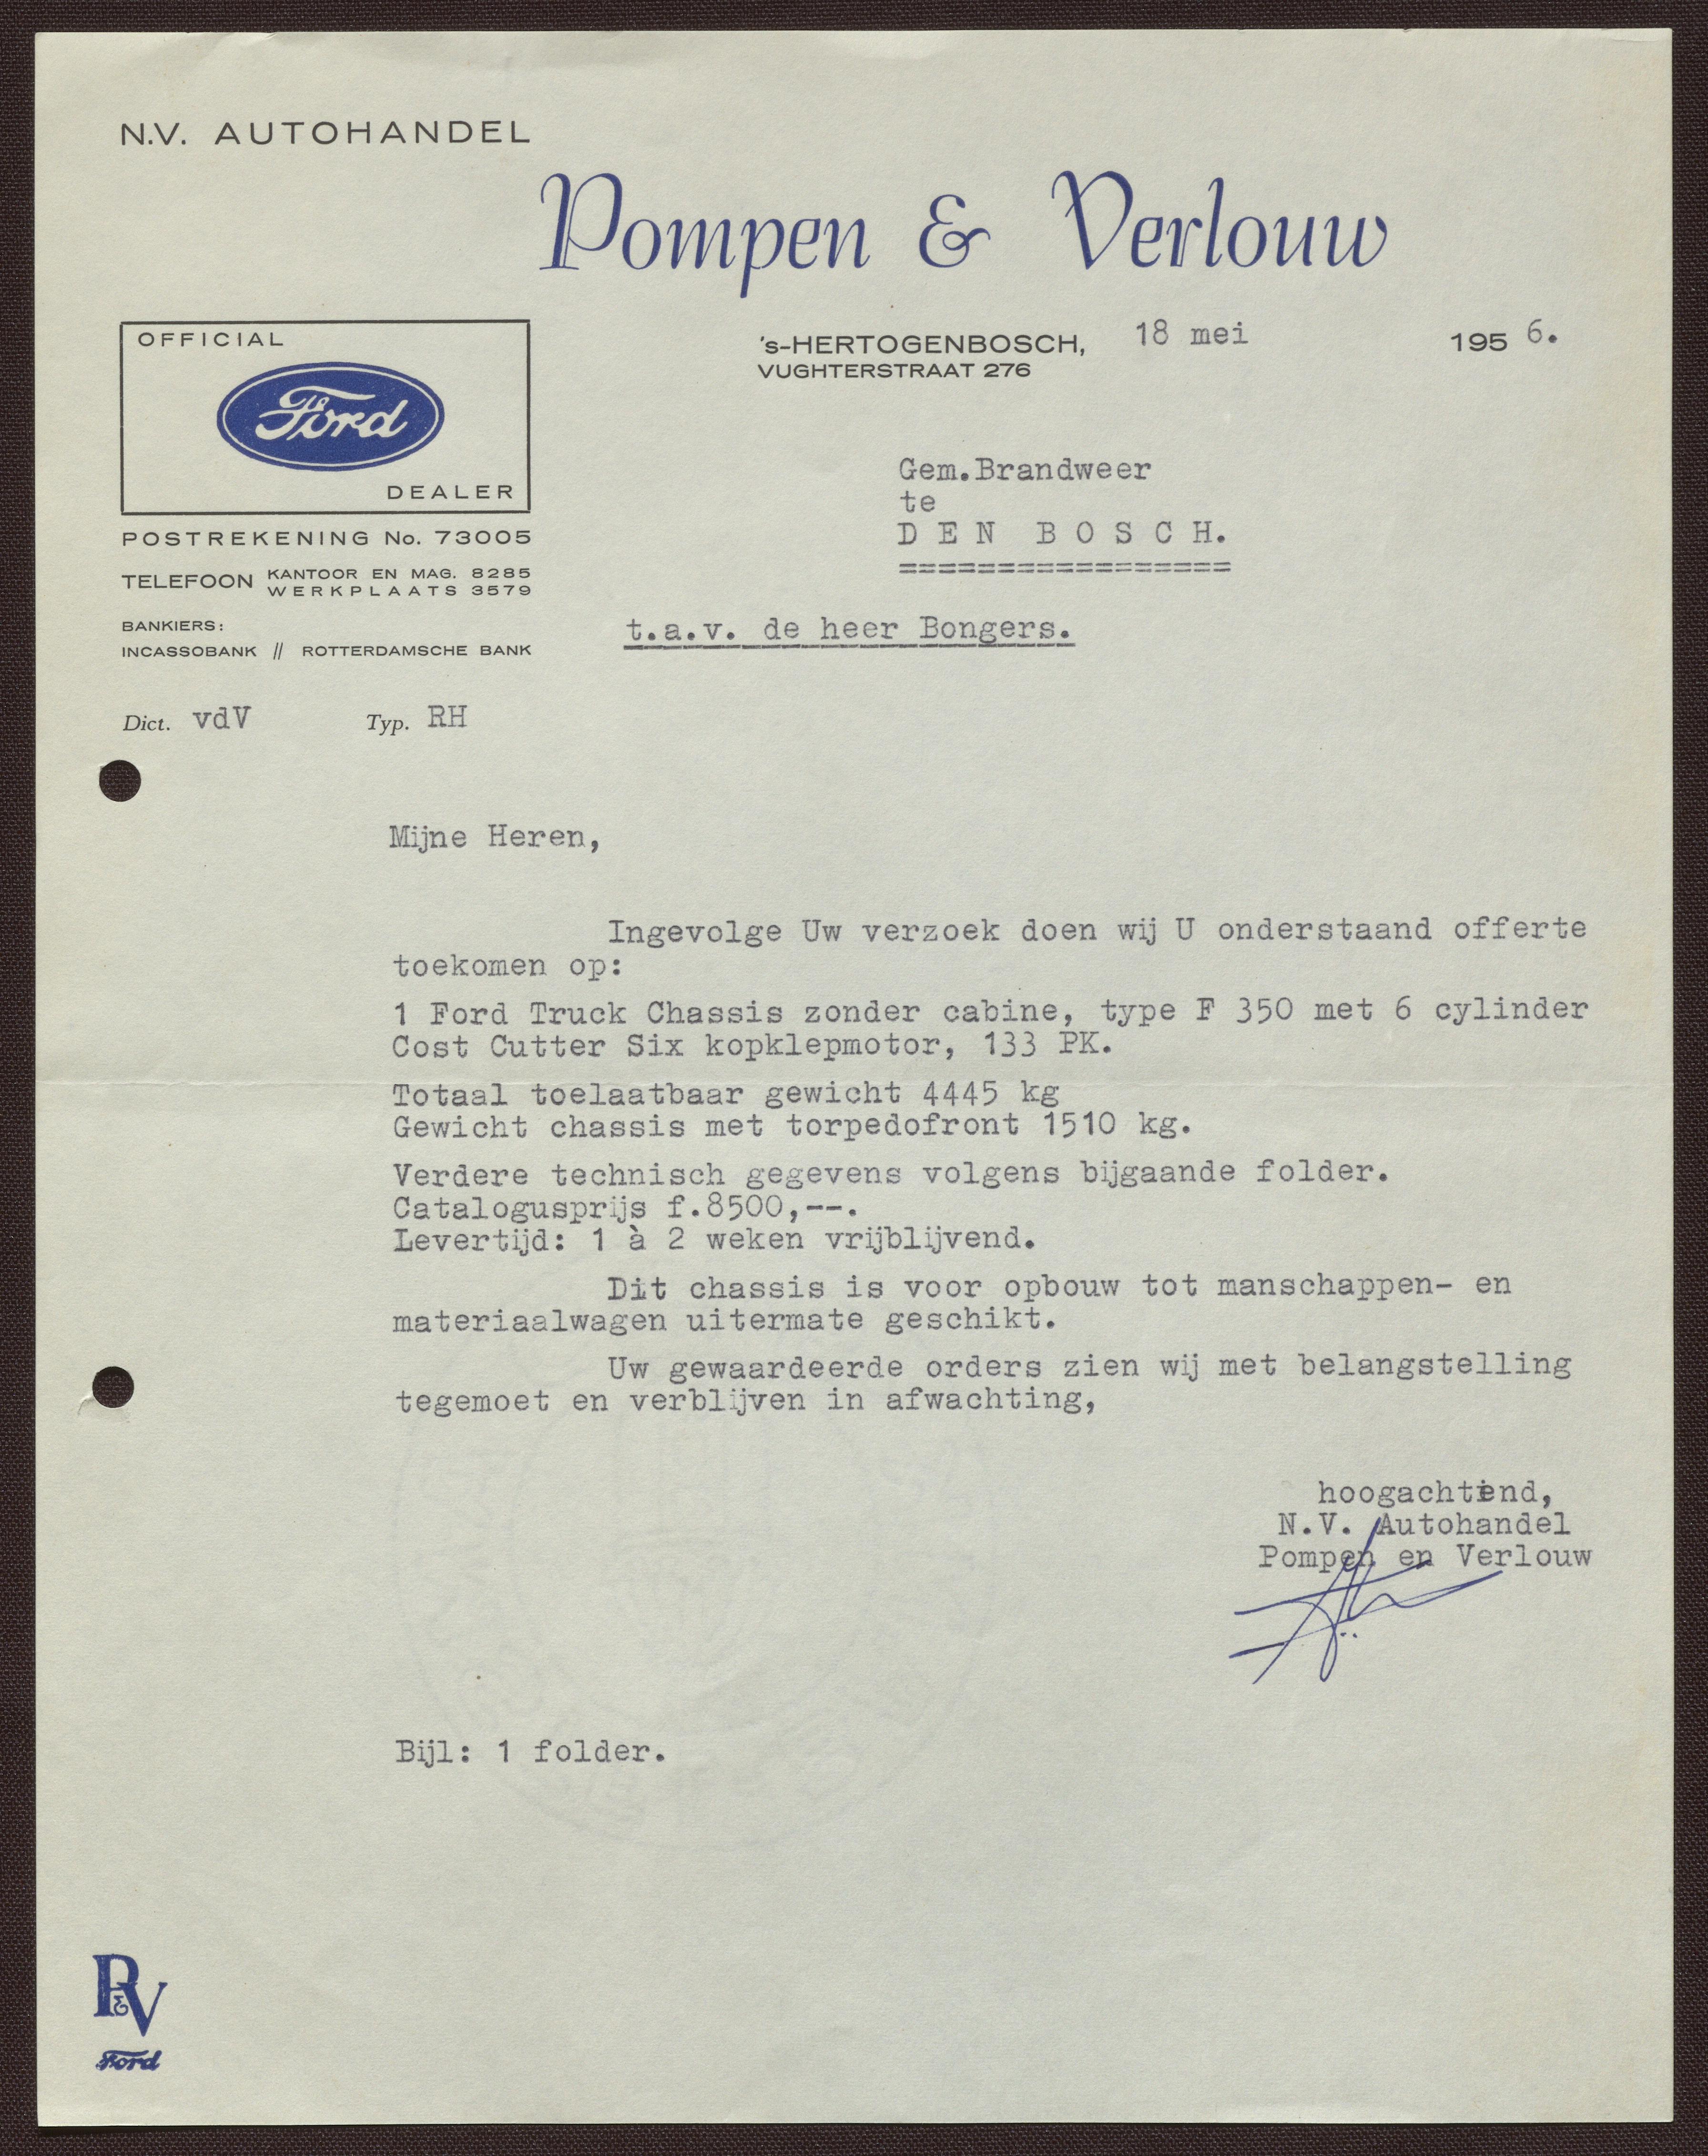 N.V. AUTOHANDEL
Pompen & Verlouw
OFFICIAL
Ford
DEALER
's-HERTOGENBOSCH, 18 mei 1956.
VUGHTERSTRAAT 276
POSTREKENING No. 73005
TELEFOON KANTOOR EN MAG. 8285
WERKPLAATS 3579
BANKIERS:
INCASSOBANK // ROTTERDAMSCHE BANK
Gem.Brandweer
te
DEN BOSCH.
=================
t.a.v. de heer Bongers.
Dict. vdV Typ. RH
Mijne Heren,
Ingevolge Uw verzoek doen wij U onderstaand offerte
toekomen op:
1 Ford Truck Chassis zonder cabine, type F 350 met 6 cylinder
Cost Cutter Six kopklepmotor, 133 PK.
Totaal toelaatbaar gewicht 4445 kg
Gewicht chassis met torpedofront 1510 kg.
Verdere technisch gegevens volgens bijgaande folder.
Catalogusprijs f.8500,--.
Levertijd: 1 à 2 weken vrijblijvend.
Dit chassis is voor opbouw tot manschappen- en
materiaalwagen uitermate geschikt.
Uw gewaardeerde orders zien wij met belangstelling
tegemoet en verblijven in afwachting,
hoogachtend,
N.V. Autohandel
Pompen en Verlouw
Bijl: 1 folder.
P&V
Ford